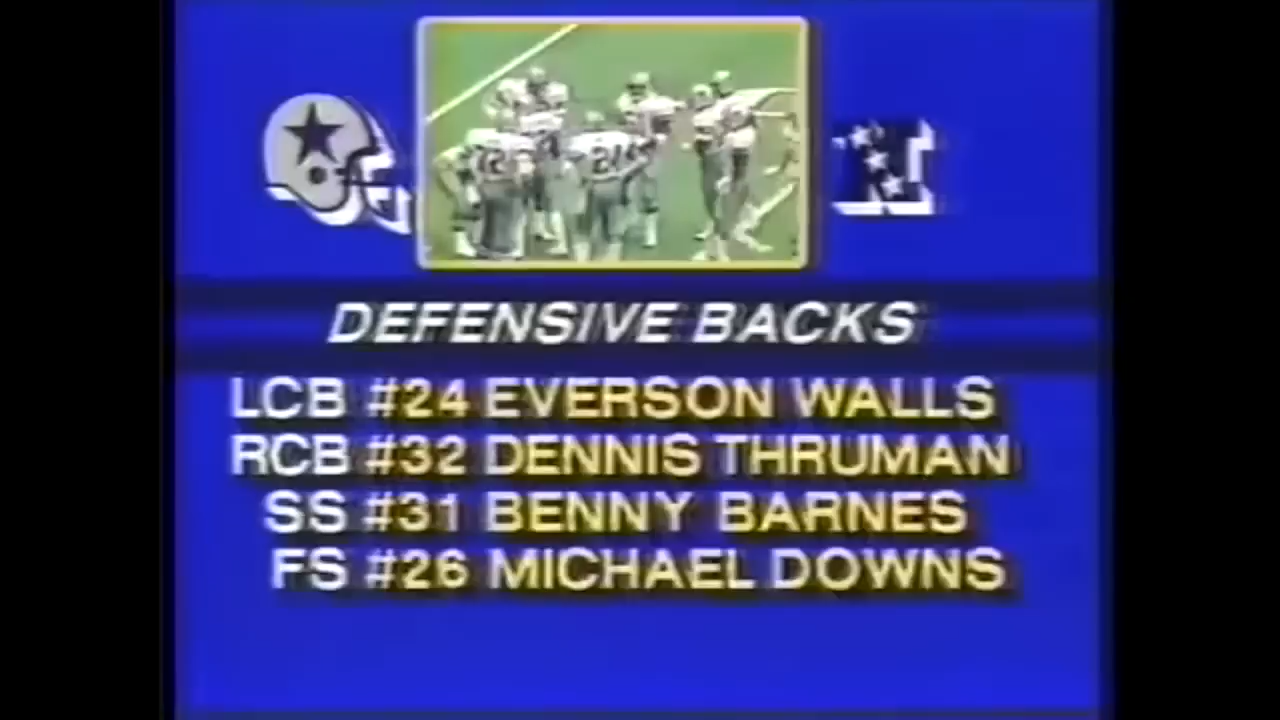 DEFENSIVE BACKS
LCB #24 EVERSON WALLS
RCB #32 DENNIS THRUMAN
SS #31 BENNY BARNES
FS #26 MICHAEL DOWNS